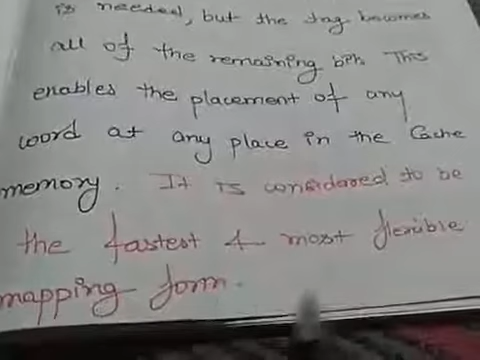 is needed, but the tag becomes
all of the remaining bits. This
enables the placement of any
word at any place in the Cache
memory. It is considered to be
the fastest & most flexible
mapping form.